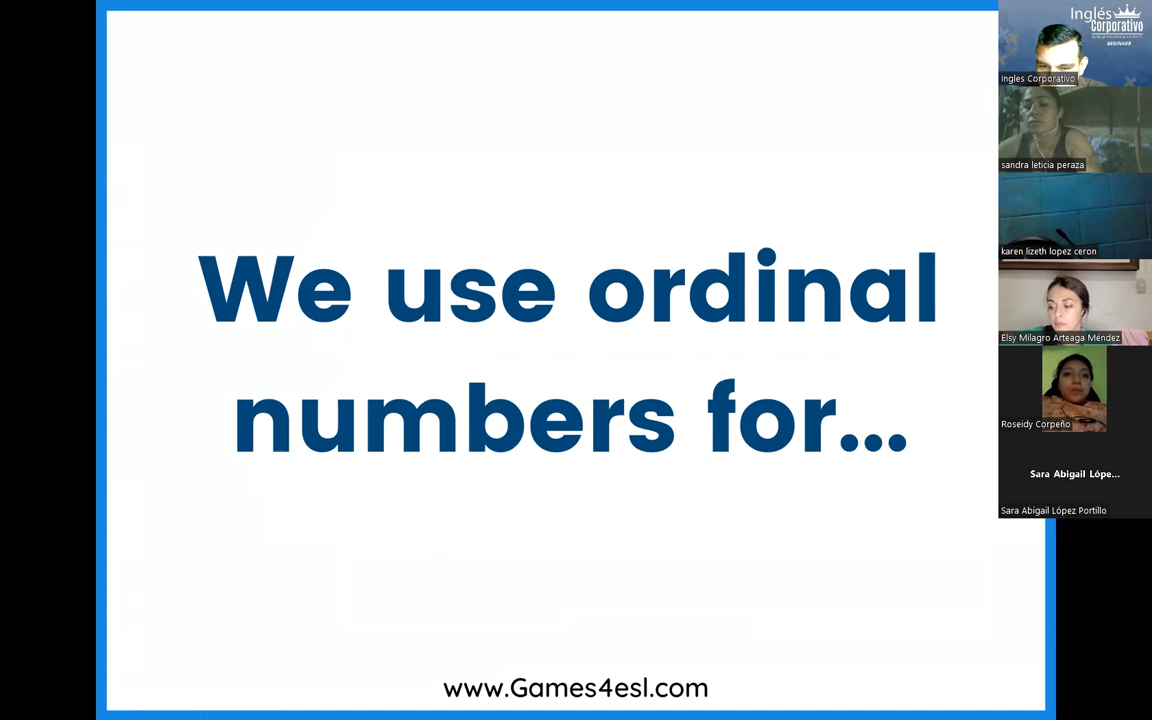 We use ordinal
numbers for...
www.Games4esl.com
Inglés
Corporativo
BEGINNER
Ingles Corporativo
sandra leticia peraza
karen lizeth lopez ceron
Elsy Milagro Arteaga Méndez
Roseidy Corpeño
Sara Abigail Lópe...
Sara Abigail López Portillo